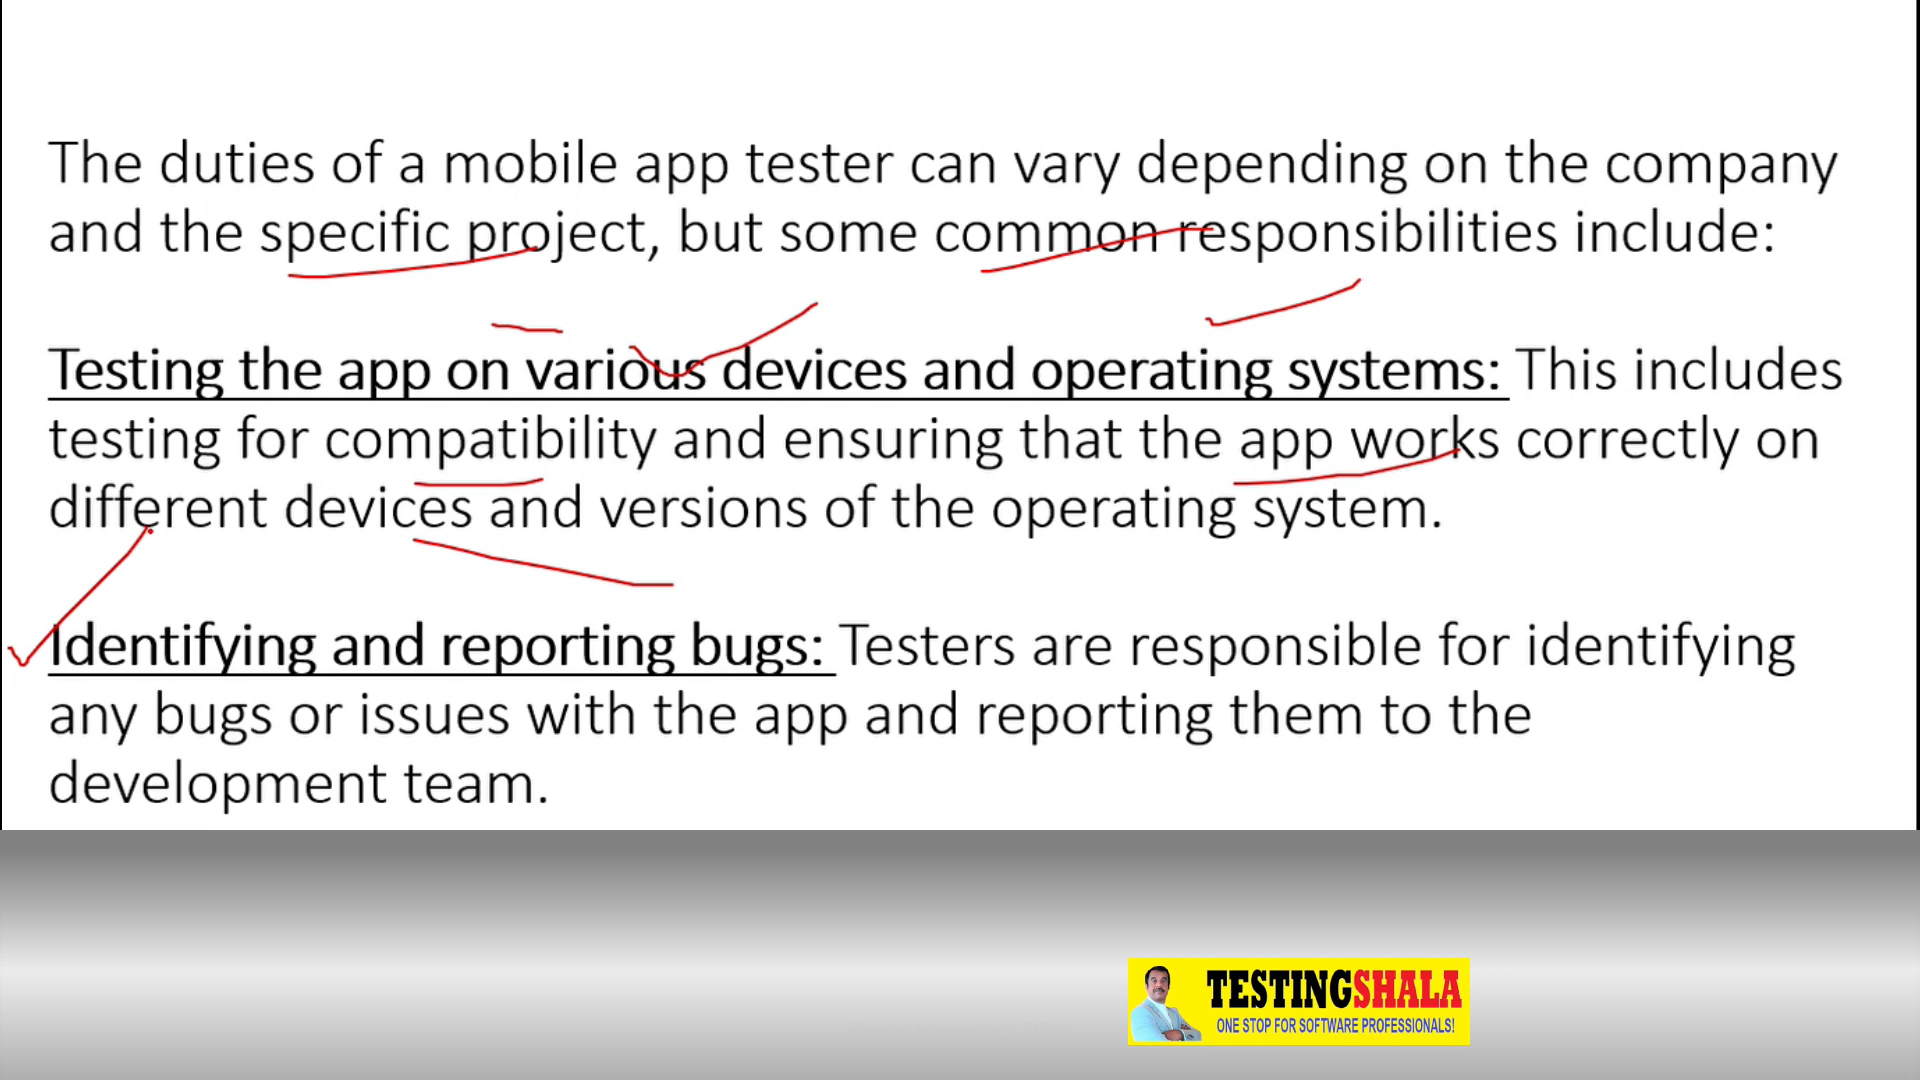 The duties of a mobile app tester can vary depending on the company
and the specific project, but some common responsibilities include:
Testing the app on various devices and operating systems: This includes
testing for compatibility and ensuring that the app works correctly on
different devices and versions of the operating system.
Identifying and reporting bugs: Testers are responsible for identifying
any bugs or issues with the app and reporting them to the
development team.
TESTINGSHALA
ONE STOP FOR SOFTWARE PROFESSIONALS!